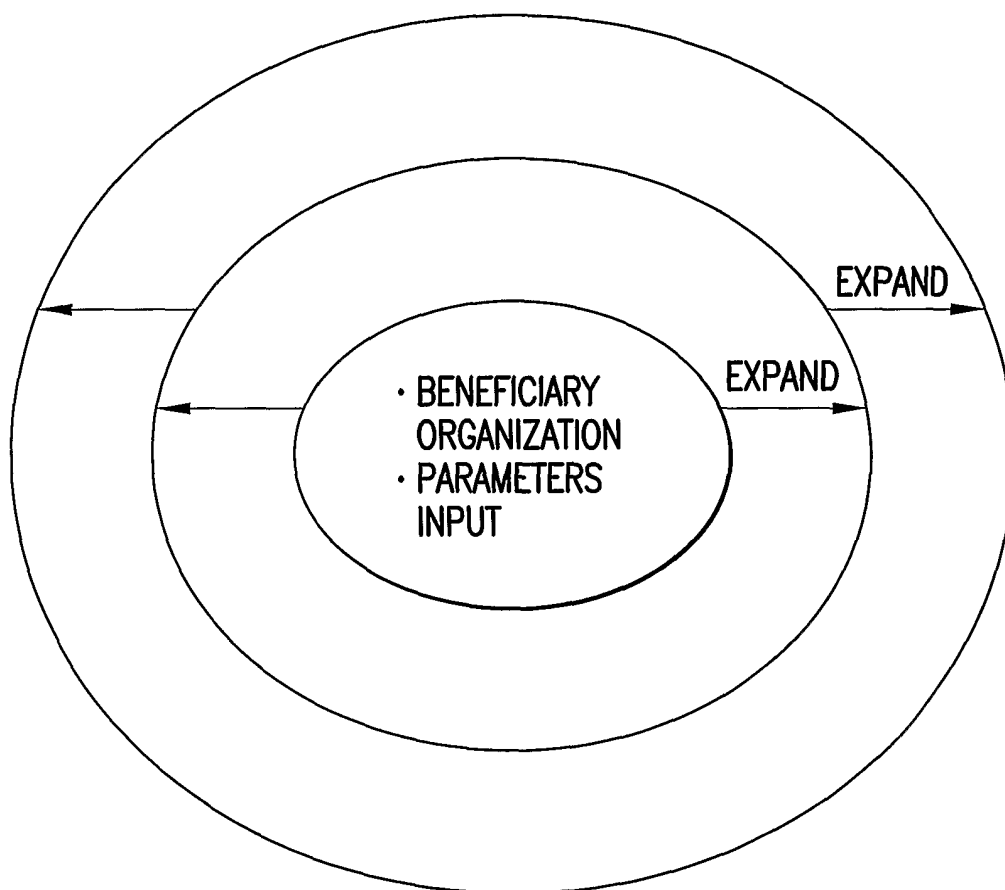 EXPAND
EXPAND
· BENEFICIARY
ORGANIZATION
· PARAMETERS
INPUT